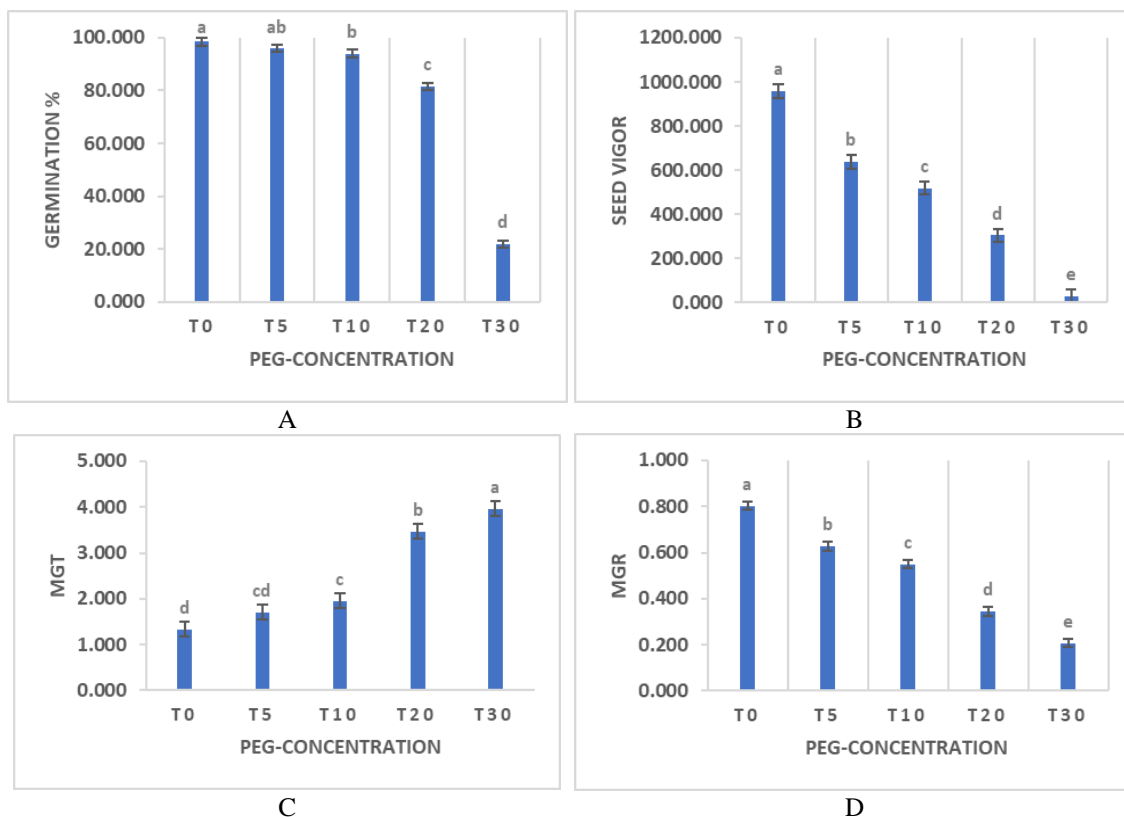 GERMINATION %
100.000
80.000
60.000
40.000
20.000
0.000
a
ab
b
c
d
T0 T5 T10 T20 T30
PEG-CONCENTRATION
A
SEED VIGOR
1200.000
1000.000
800.000
600.000
400.000
200.000
0.000
a
b
c
d
e
T0 T5 T10 T20 T30
PEG-CONCENTRATION
B
MGT
5.000
4.000
3.000
2.000
1.000
0.000
d
cd
c
b
a
T0 T5 T10 T20 T30
PEG-CONCENTRATION
C
MGR
1.000
0.800
0.600
0.400
0.200
0.000
a
b
c
d
e
T0 T5 T10 T20 T30
PEG-CONCENTRATION
D